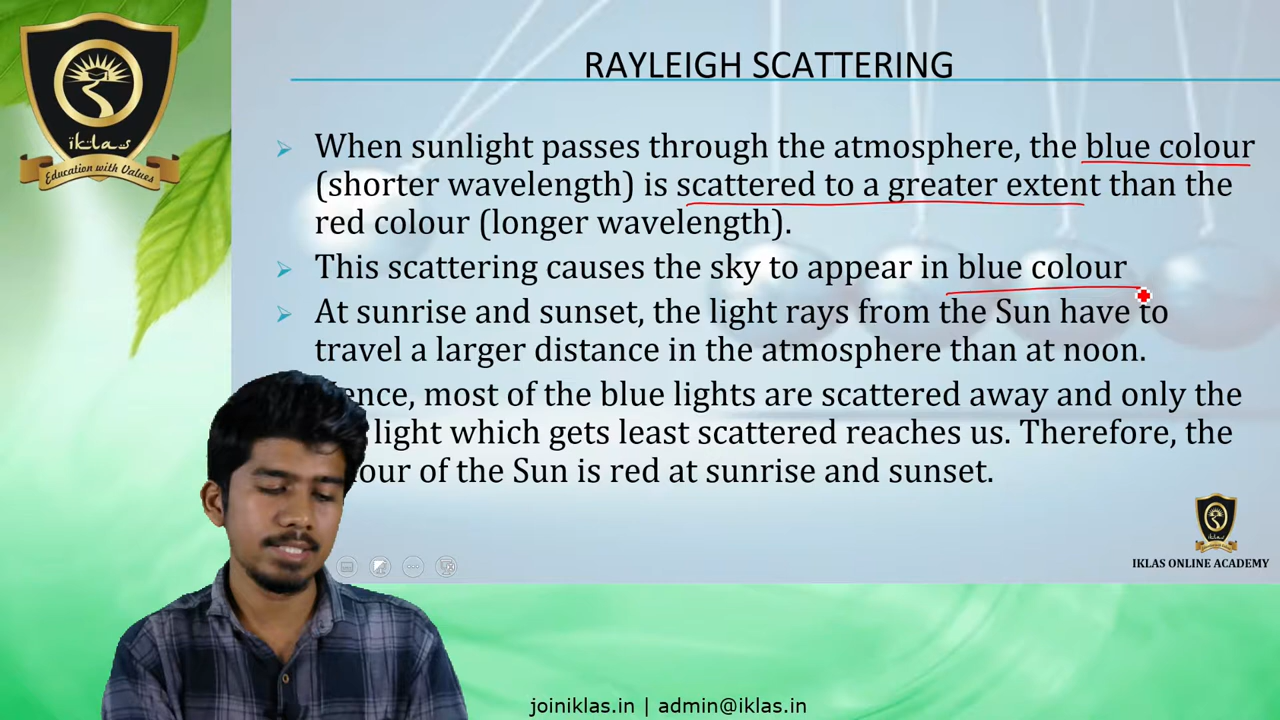 RAYLEIGH SCATTERING
When sunlight passes through the atmosphere, the blue colour
(shorter wavelength) is scattered to a greater extent than the
red colour (longer wavelength).
This scattering causes the sky to appear in blue colour
At sunrise and sunset, the light rays from the Sun have to
travel a larger distance in the atmosphere than at noon.
ence, most of the blue lights are scattered away and only the
light which gets least scattered reaches us. Therefore, the
our of the Sun is red at sunrise and sunset.
iklas
Education with Values
IKLAS ONLINE ACADEMY
joiniklas.in | admin@iklas.in